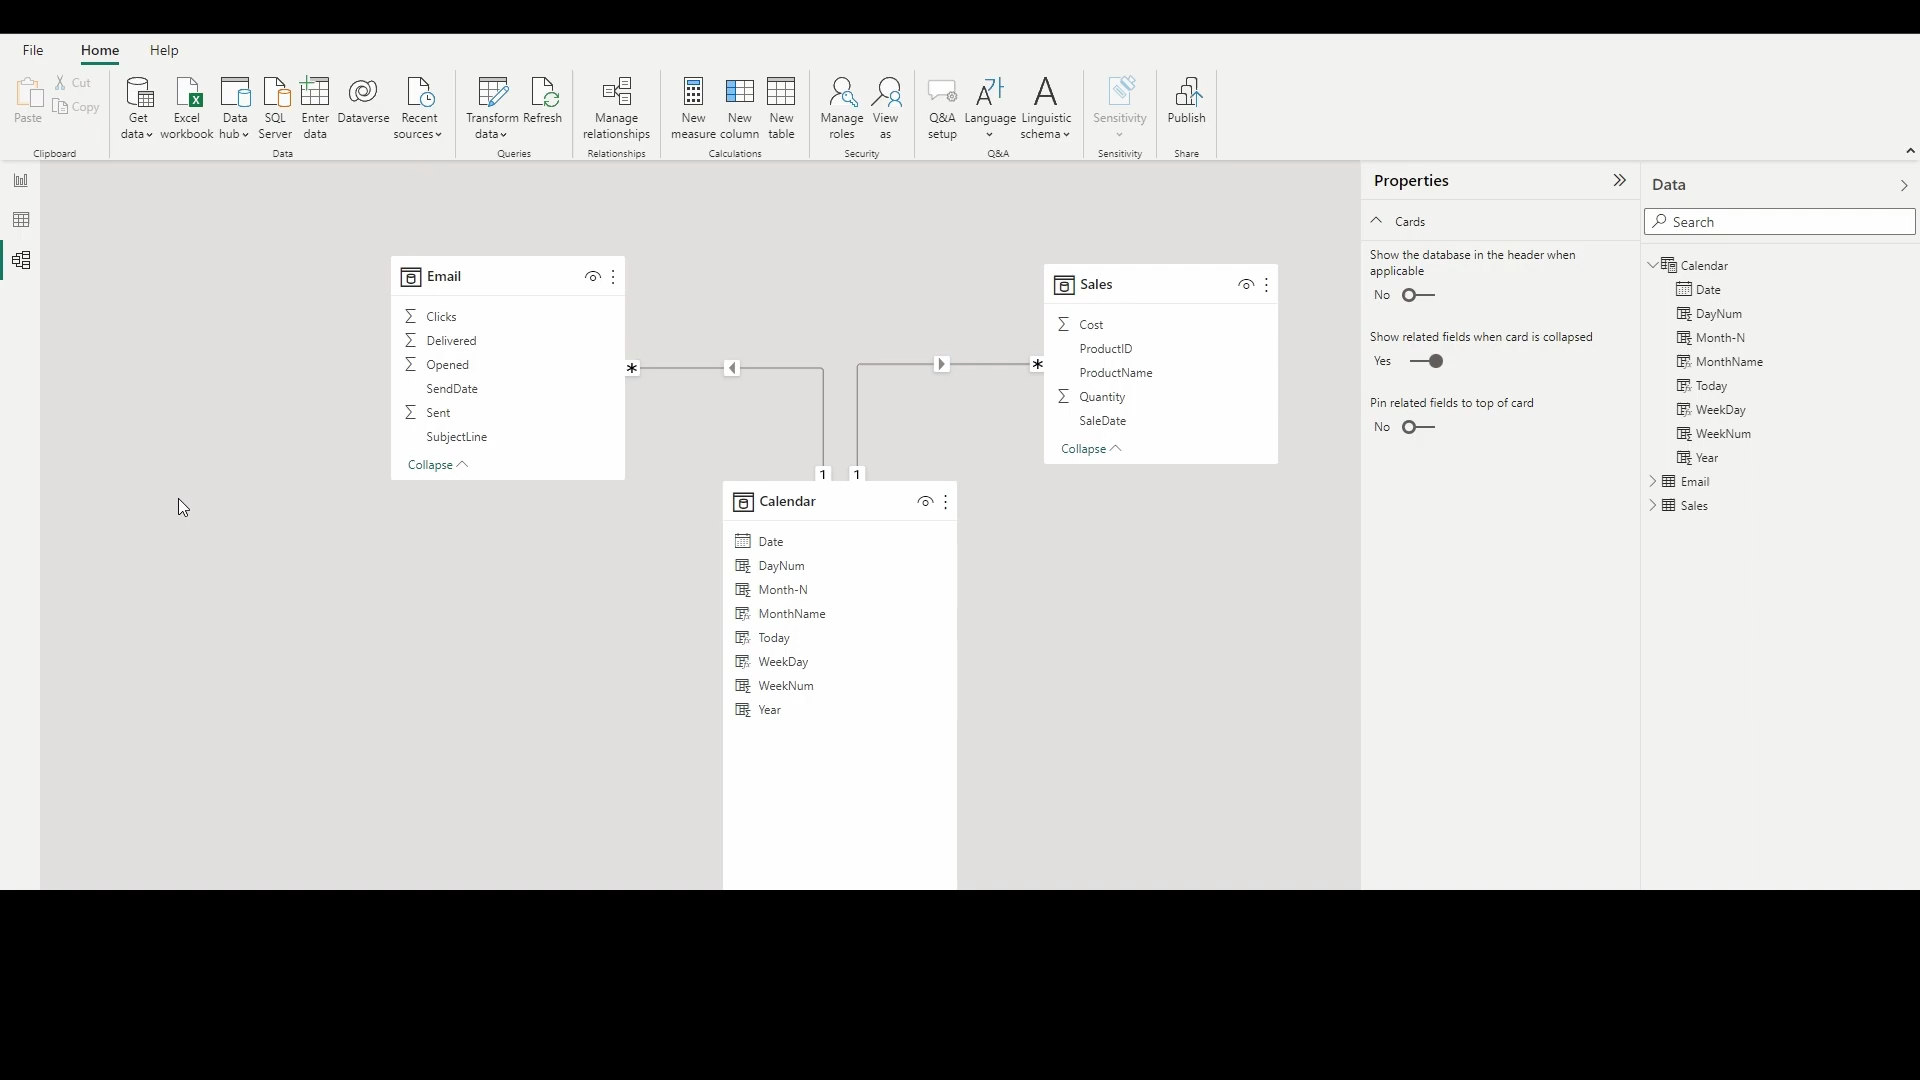 File Home Help
Paste
Cut
Copy
Get data
Excel workbook
Data hub
SQL Server
Enter data
Dataverse
Recent sources
Transform data
Refresh
Manage relationships
New measure
New column
New table
Manage roles
View as
Q&A setup
Language
Linguistic schema
Sensitivity
Publish
Clipboard
Data
Queries
Relationships
Calculations
Security
Q&A
Sensitivity
Share
Email
Clicks
Delivered
Opened
SendDate
Sent
SubjectLine
Collapse
*
1
1
*
Sales
Cost
ProductID
ProductName
Quantity
SaleDate
Collapse
Calendar
Date
DayNum
Month-N
MonthName
Today
WeekDay
WeekNum
Year
Properties
Cards
Show the database in the header when
applicable
No
Show related fields when card is collapsed
Yes
Pin related fields to top of card
No
Data
Search
Calendar
Date
DayNum
Month-N
MonthName
Today
WeekDay
WeekNum
Year
Email
Sales